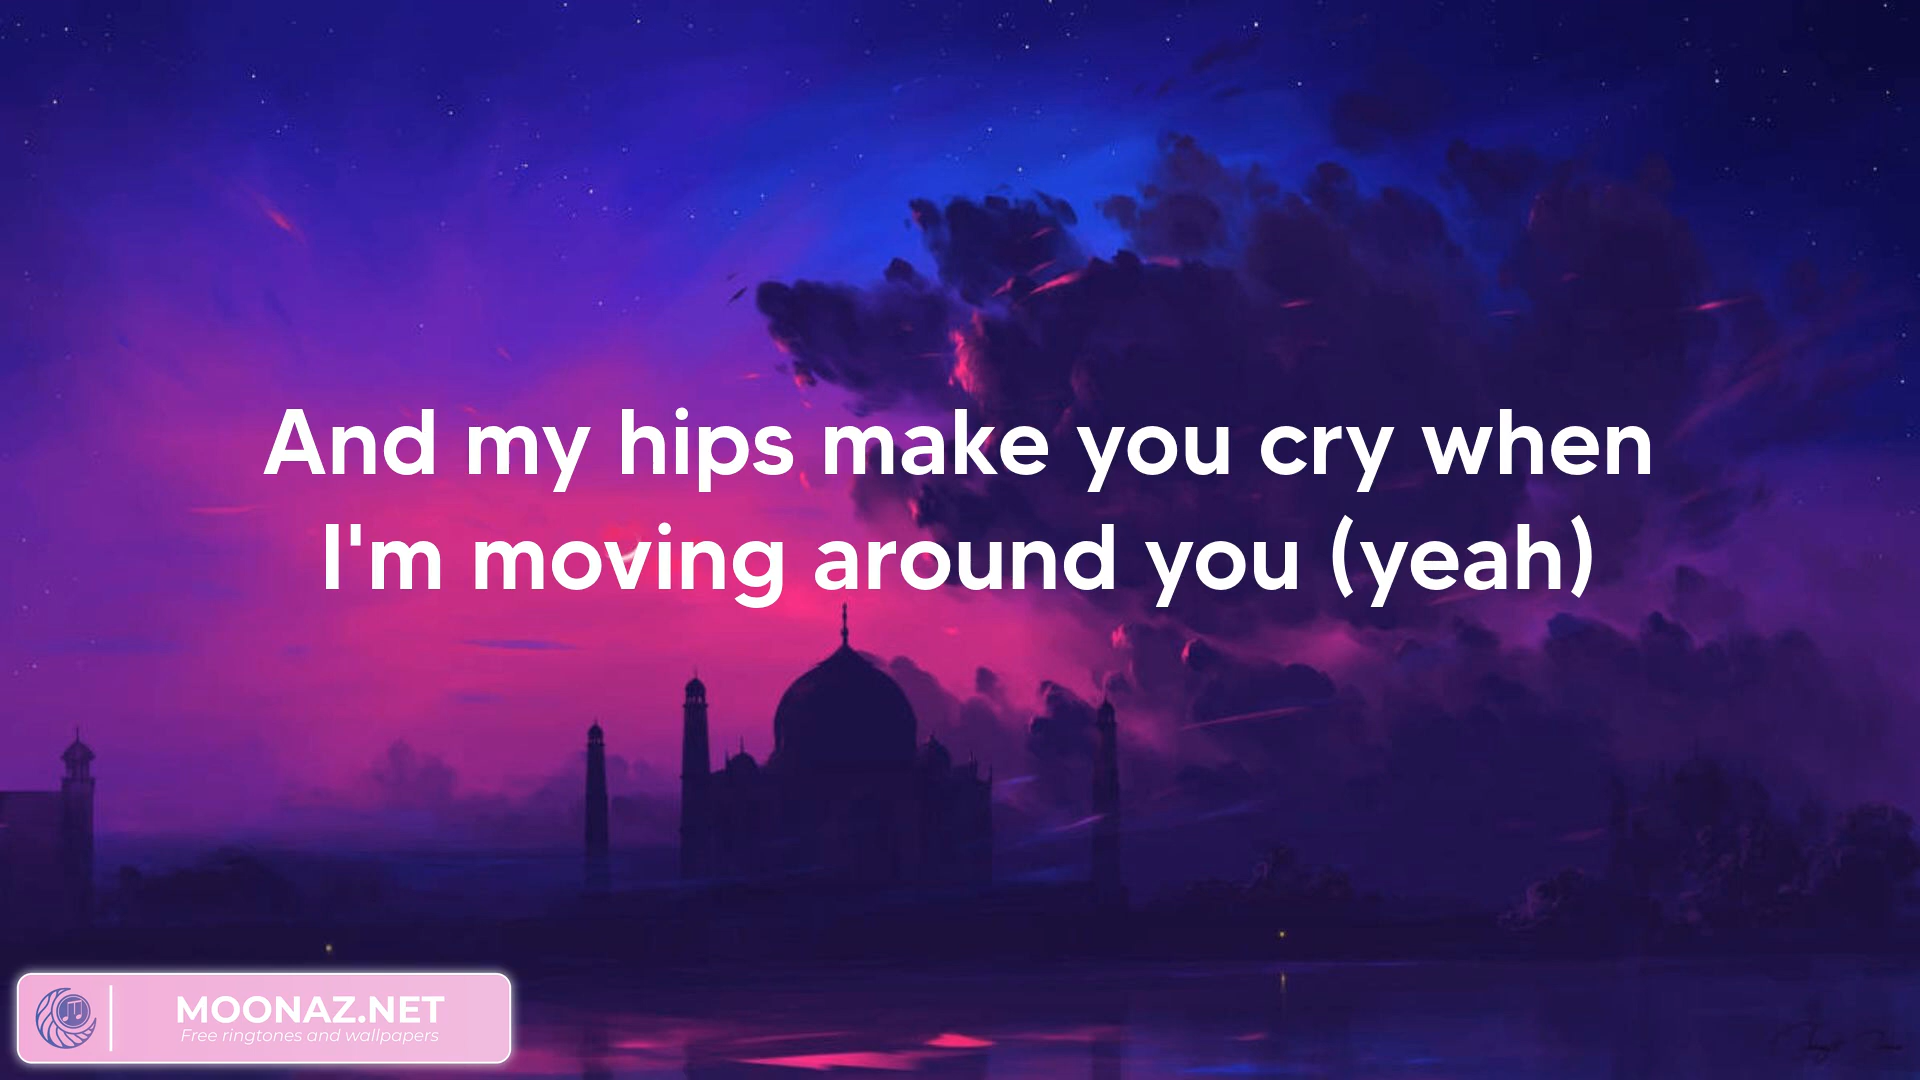 And my hips make you cry when
I'm moving around you (yeah)
MOONAZ.NET
Free ringtones and wallpapers